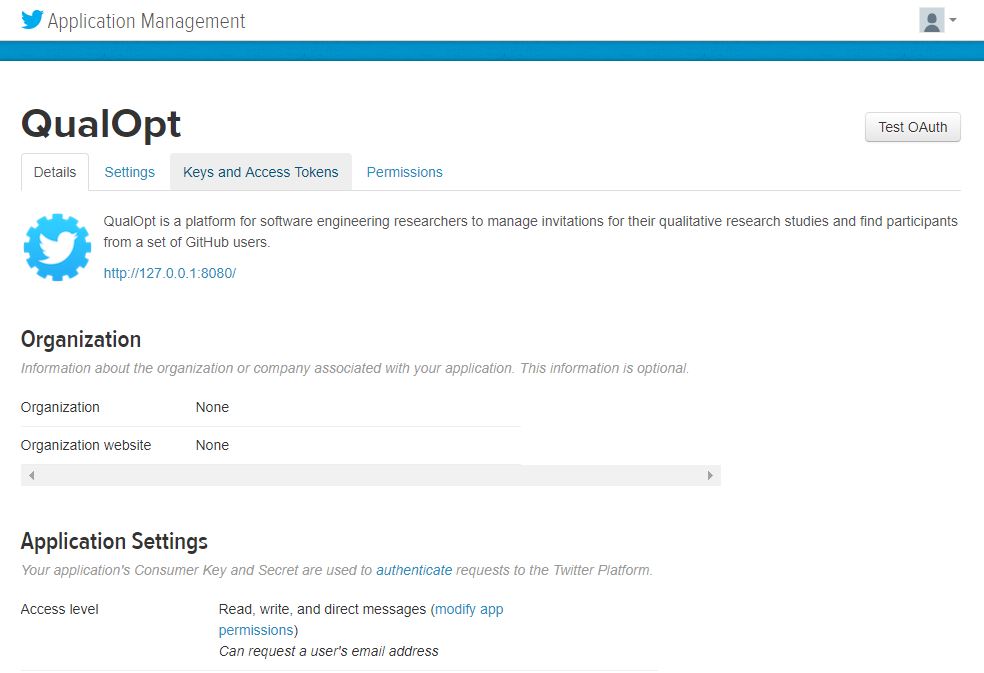 Application Management
QualOpt
Test OAuth
Details Settings Keys and Access Tokens Permissions
QualOpt is a platform for software engineering researchers to manage invitations for their qualitative research studies and find participants
from a set of GitHub users.
http://127.0.0.1:8080/
Organization
Information about the organization or company associated with your application. This information is optional.
Organization None
Organization website None
Application Settings
Your application's Consumer Key and Secret are used to authenticate requests to the Twitter Platform.
Access level Read, write, and direct messages (modify app
permissions)
Can request a user's email address